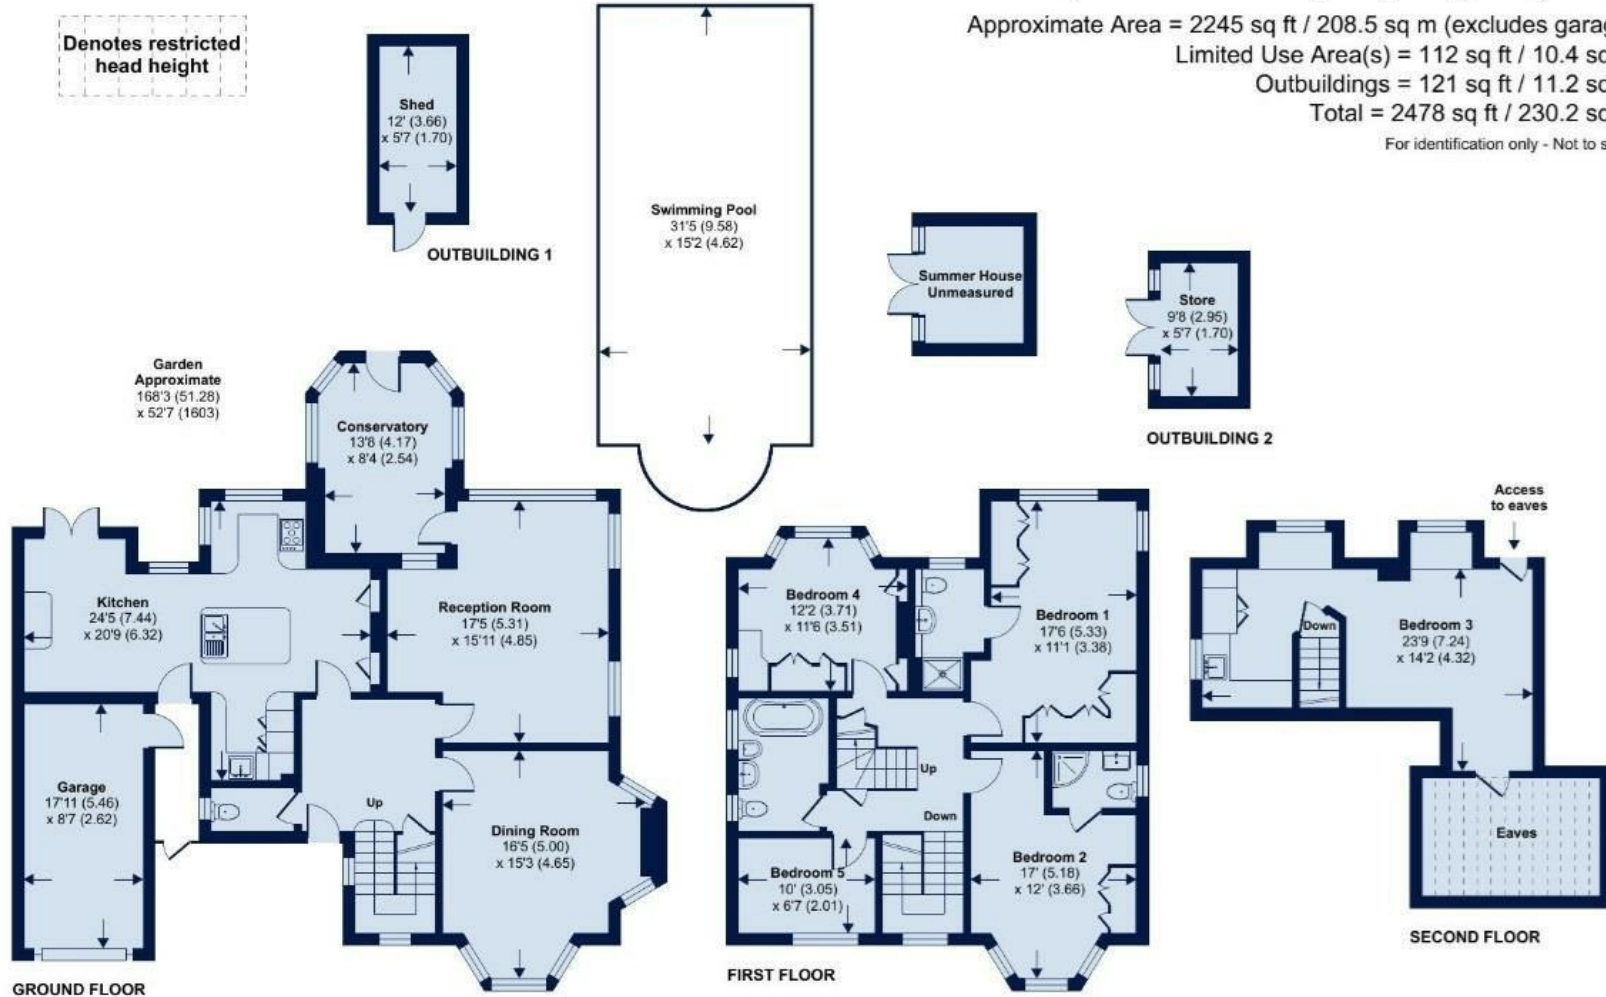 Denotes restricted
head height
Approximate Area = 2245 sq ft / 208.5 sq m (excludes
Limited Use Area(s) = 112 sq ft / 10.4
Outbuildings = 121 sq ft / 11.2
Total = 2478 sq ft / 230.2
For identification only - Not to
Shed
12' (3.66)
x 5'7 (1.70)
OUTBUILDING 1
Swimming Pool
31'5 (9.58)
x 15'2 (4.62)
Summer House
Unmeasured
Store
9'8 (2.95)
x 5'7 (1.70)
OUTBUILDING 2
Garden
Approximate
168'3 (51.28)
x 52'7 (1603)
Conservatory
13'8 (4.17)
x 8'4 (2.54)
Kitchen
24'5 (7.44)
x 20'9 (6.32)
Reception Room
17'5 (5.31)
x 15'11 (4.85)
Garage
17'11 (5.46)
x 8'7 (2.62)
Up
Dining Room
16'5 (5.00)
x 15'3 (4.65)
GROUND FLOOR
Bedroom 4
12'2 (3.71)
x 11'6 (3.51)
Bedroom 1
17'6 (5.33)
x 11'1 (3.38)
Up
Down
Bedroom 5
10' (3.05)
x 6'7 (2.01)
Bedroom 2
17' (5.18)
x 12' (3.66)
FIRST FLOOR
Access
to eaves
Down
Bedroom 3
23'9 (7.24)
x 14'2 (4.32)
Eaves
SECOND FLOOR